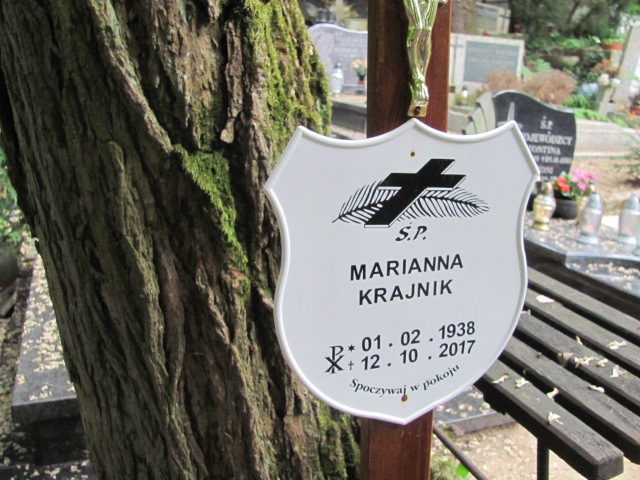 Ś.P.
MARIANNA
KRAJNIK
* 01 . 02 . 1938
† 12 . 10 . 2017
Spoczywaj w pokoju
Ś.P.